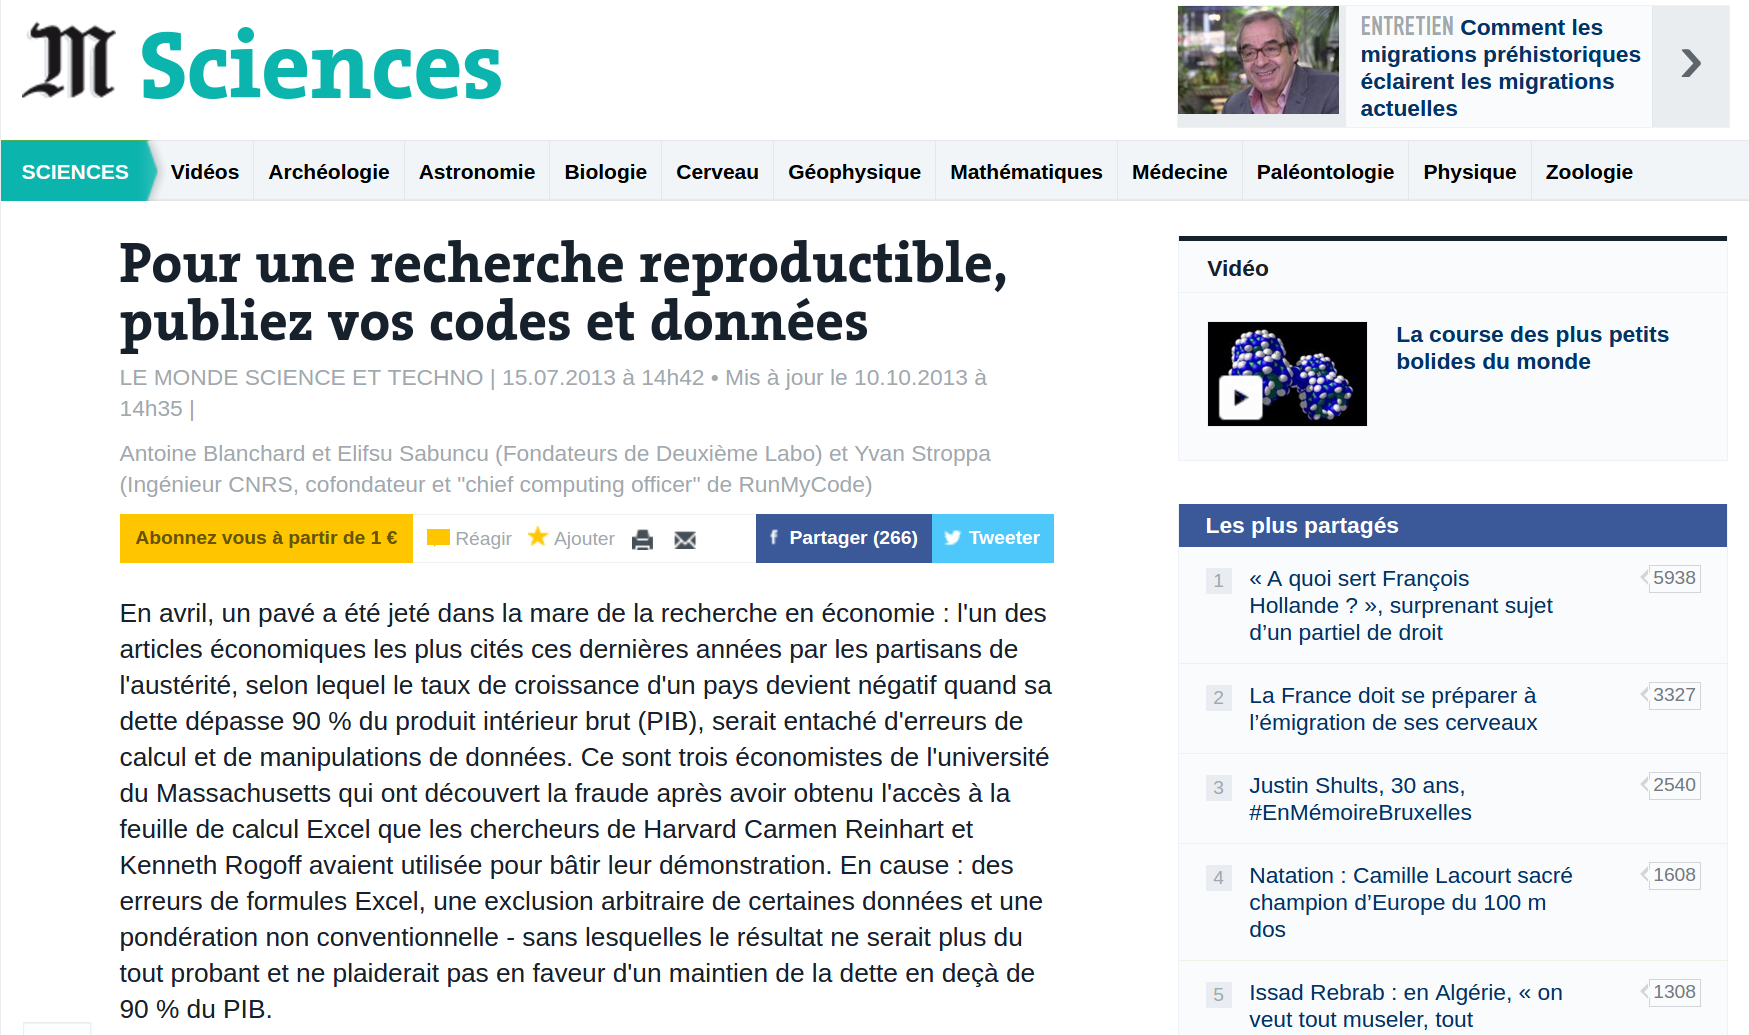 M Sciences
ENTRETIEN Comment les
migrations préhistoriques
éclairent les migrations
actuelles
SCIENCES Vidéos Archéologie Astronomie Biologie Cerveau Géophysique Mathématiques Médecine Paléontologie Physique Zoologie
Pour une recherche reproductible,
publiez vos codes et données
LE MONDE SCIENCE ET TECHNO | 15.07.2013 à 14h42 • Mis à jour le 10.10.2013 à
14h35 |
Antoine Blanchard et Elifsu Sabuncu (Fondateurs de Deuxième Labo) et Yvan Stroppa
(Ingénieur CNRS, cofondateur et "chief computing officer" de RunMyCode)
Abonnez vous à partir de 1 € Réagir Ajouter f Partager (266) Tweeter
En avril, un pavé a été jeté dans la mare de la recherche en économie : l'un des
articles économiques les plus cités ces dernières années par les partisans de
l'austérité, selon lequel le taux de croissance d'un pays devient négatif quand sa
dette dépasse 90 % du produit intérieur brut (PIB), serait entaché d'erreurs de
calcul et de manipulations de données. Ce sont trois économistes de l'université
du Massachusetts qui ont découvert la fraude après avoir obtenu l'accès à la
feuille de calcul Excel que les chercheurs de Harvard Carmen Reinhart et
Kenneth Rogoff avaient utilisée pour bâtir leur démonstration. En cause : des
erreurs de formules Excel, une exclusion arbitraire de certaines données et une
pondération non conventionnelle - sans lesquelles le résultat ne serait plus du
tout probant et ne plaiderait pas en faveur d'un maintien de la dette en deçà de
90 % du PIB.
Vidéo
La course des plus petits
bolides du monde
Les plus partagés
1 « A quoi sert François 5938
Hollande ? », surprenant sujet
d’un partiel de droit
2 La France doit se préparer à 3327
l’émigration de ses cerveaux
3 Justin Shults, 30 ans, 2540
#EnMémoireBruxelles
4 Natation : Camille Lacourt sacré 1608
champion d’Europe du 100 m
dos
5 Issad Rebrab : en Algérie, « on 1308
veut tout museler, tout